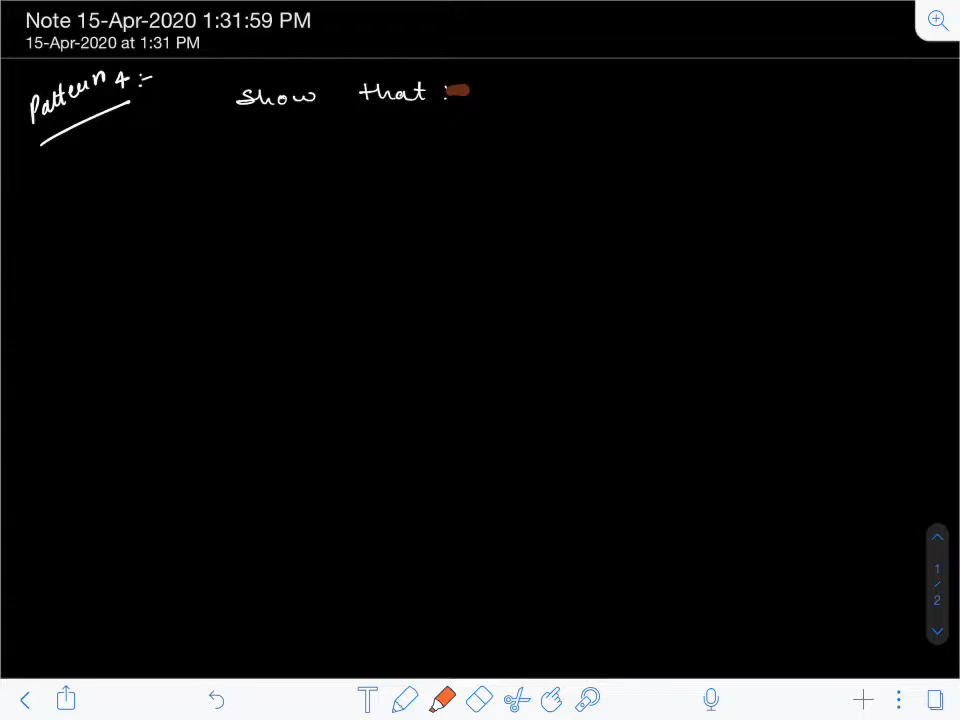 Note 15-Apr-2020 1:31:59 PM
15-Apr-2020 at 1:31 PM
Pattern 4 :-
Show that :
1
/
2